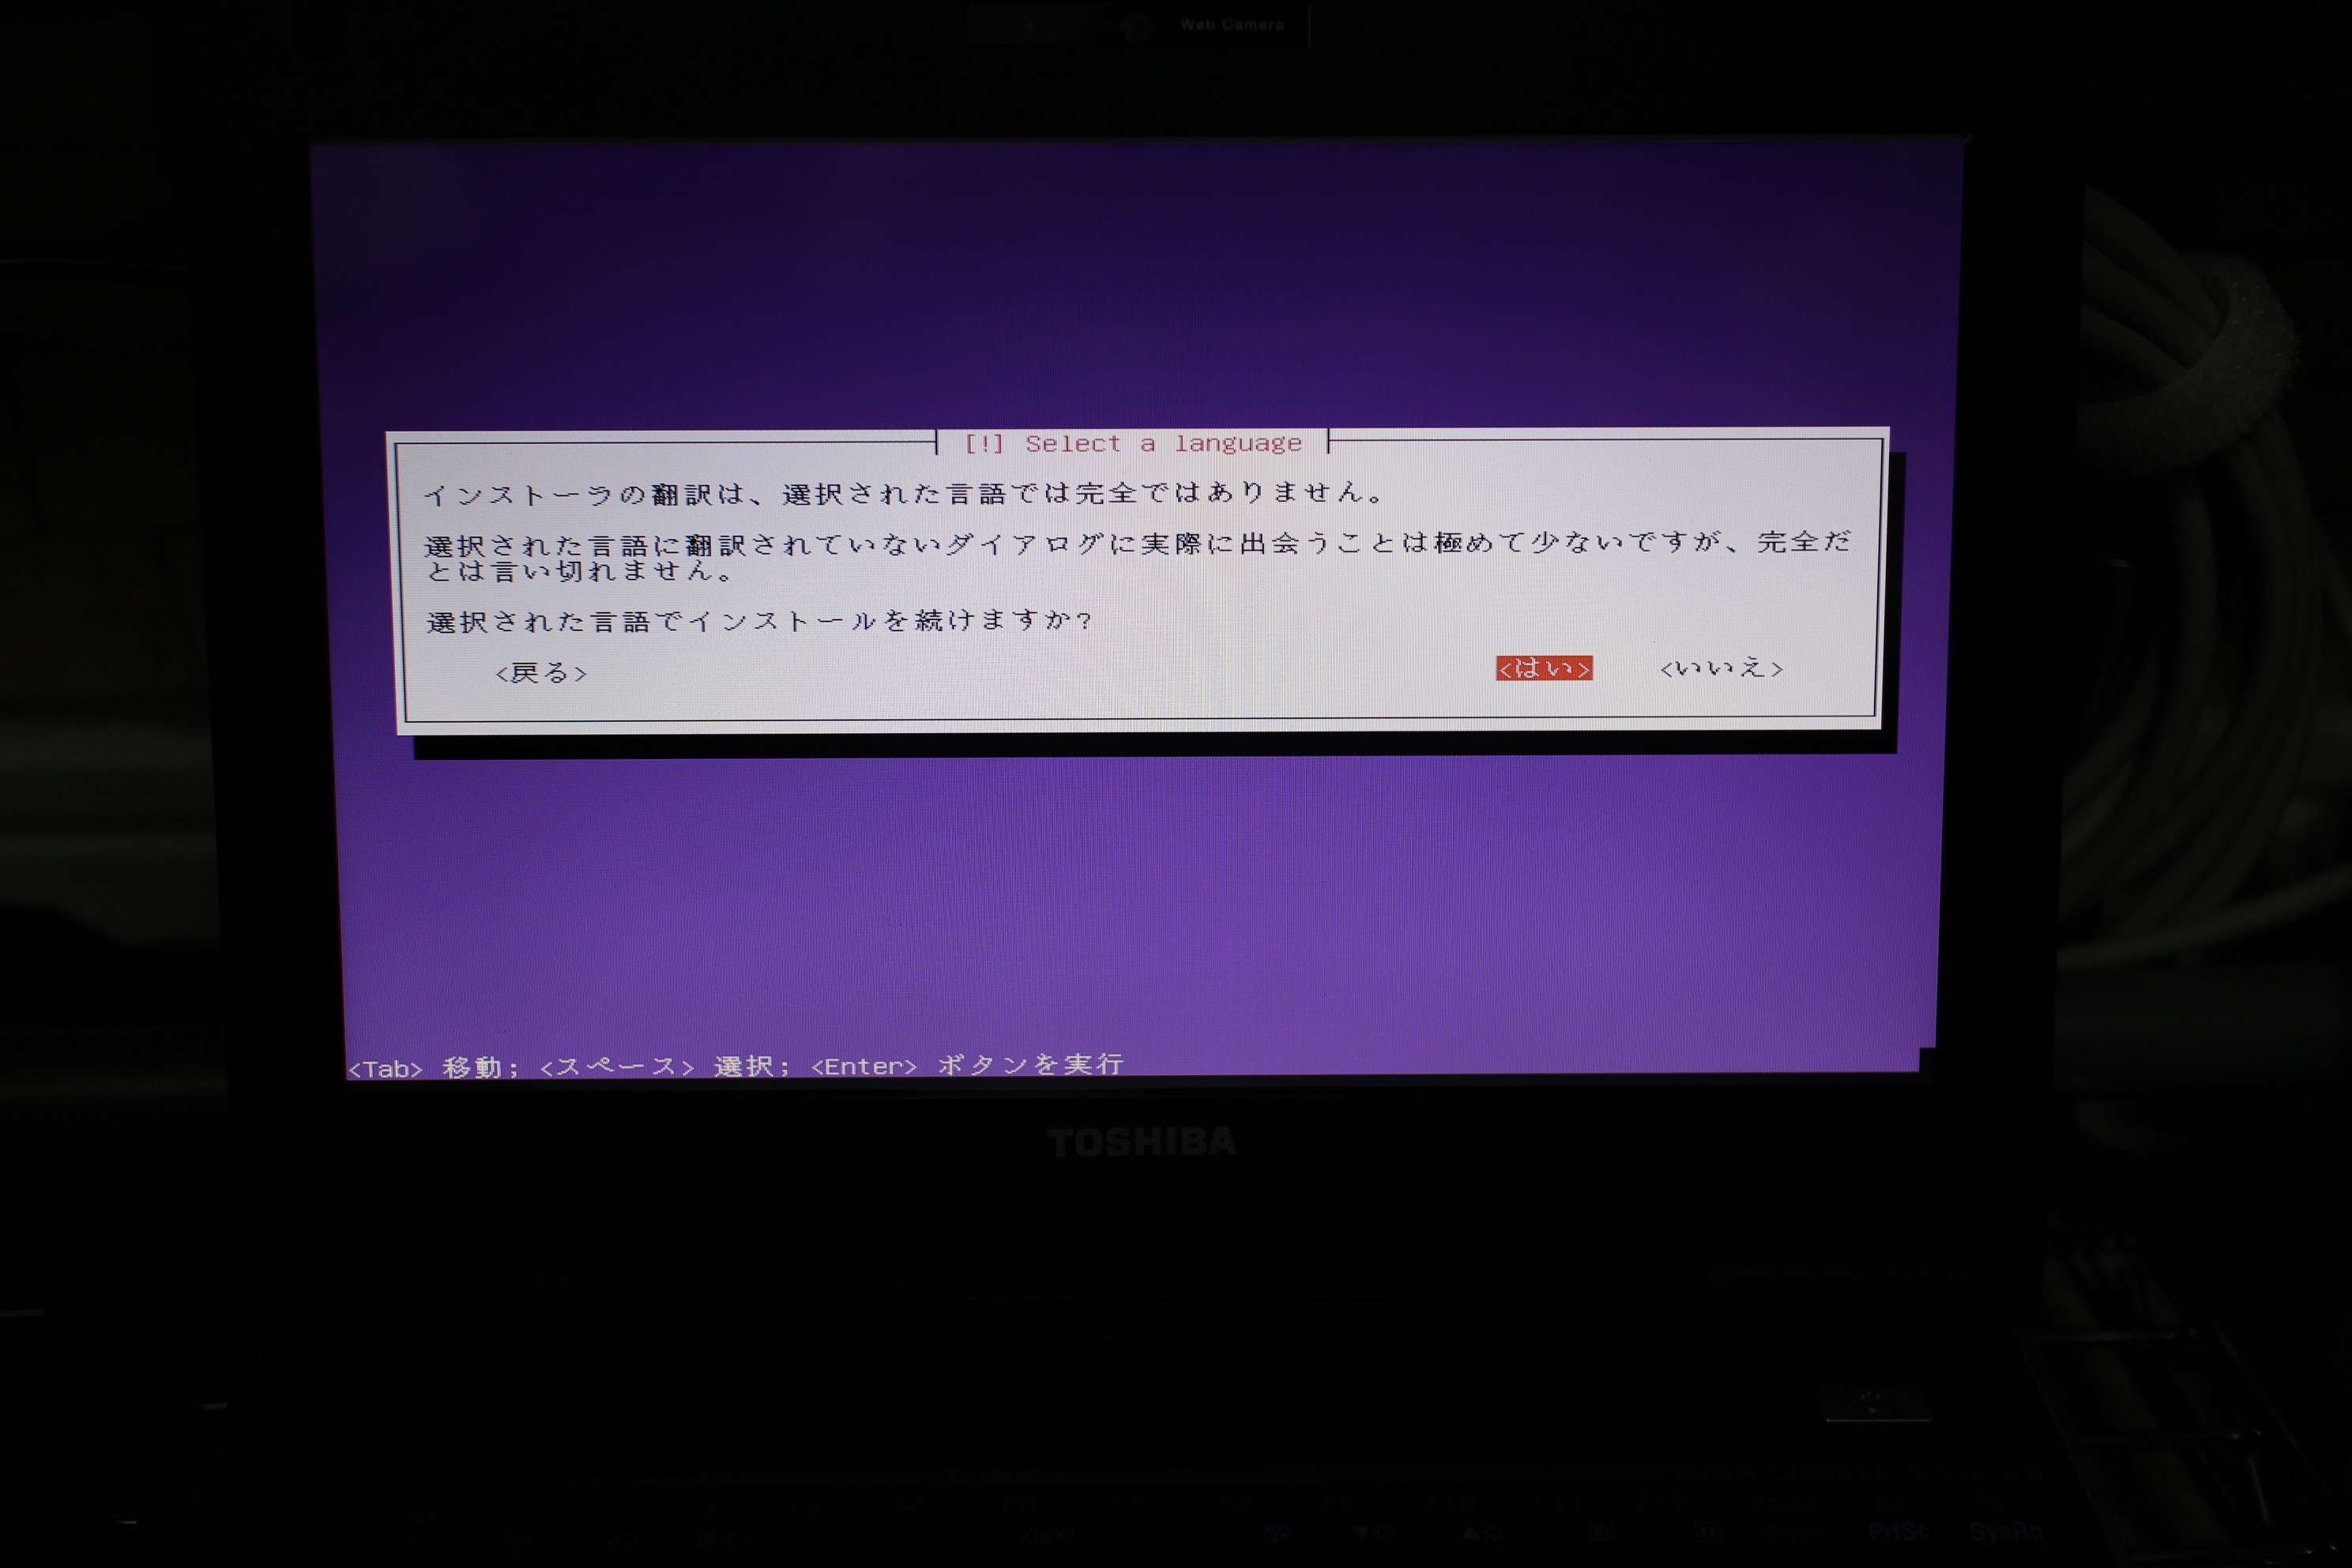 Web Camera
[!] Select a language
インストーラの翻訳は、選択された言語では完全ではありません。
選択された言語に翻訳されていないダイアログに実際に出会うことは極めて少ないですが、完全だ
とは言い切れません。
選択された言語でインストールを続けますか?
<戻る> <はい> <いいえ>
<Tab> 移動; <スペース> 選択; <Enter> ボタンを実行
TOSHIBA
PrtSc SysRq